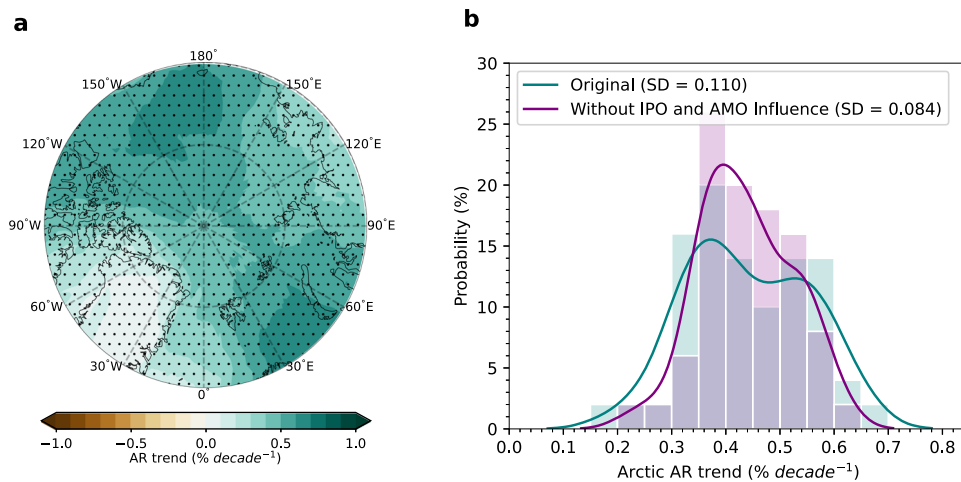 a
180°
150°W
150°E
120°W
120°E
90°W
90°E
60°W
60°E
30°W
30°E
0°
−1.0
−0.5
0.0
0.5
1.0
AR trend (% decade⁻¹)
b
Original (SD = 0.110)
Without IPO and AMO Influence (SD = 0.084)
30
25
20
15
10
5
0
Probability (%)
0.0
0.1
0.2
0.3
0.4
0.5
0.6
0.7
0.8
Arctic AR trend (% decade⁻¹)